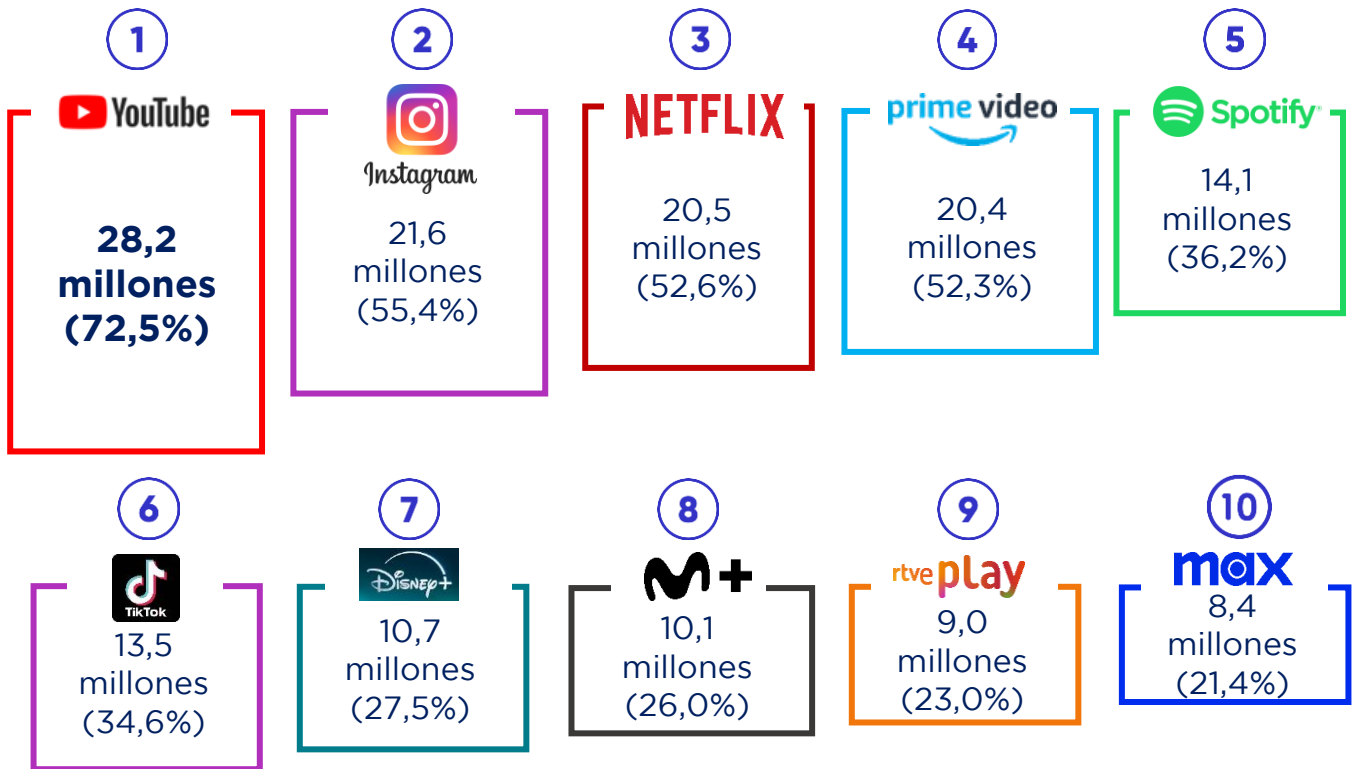 1
YouTube
28,2
millones
(72,5%)
2
Instagram
21,6
millones
(55,4%)
3
NETFLIX
20,5
millones
(52,6%)
4
prime video
20,4
millones
(52,3%)
5
Spotify
14,1
millones
(36,2%)
6
TikTok
13,5
millones
(34,6%)
7
Disney+
10,7
millones
(27,5%)
8
M+
10,1
millones
(26,0%)
9
rtve play
9,0
millones
(23,0%)
10
max
8,4
millones
(21,4%)